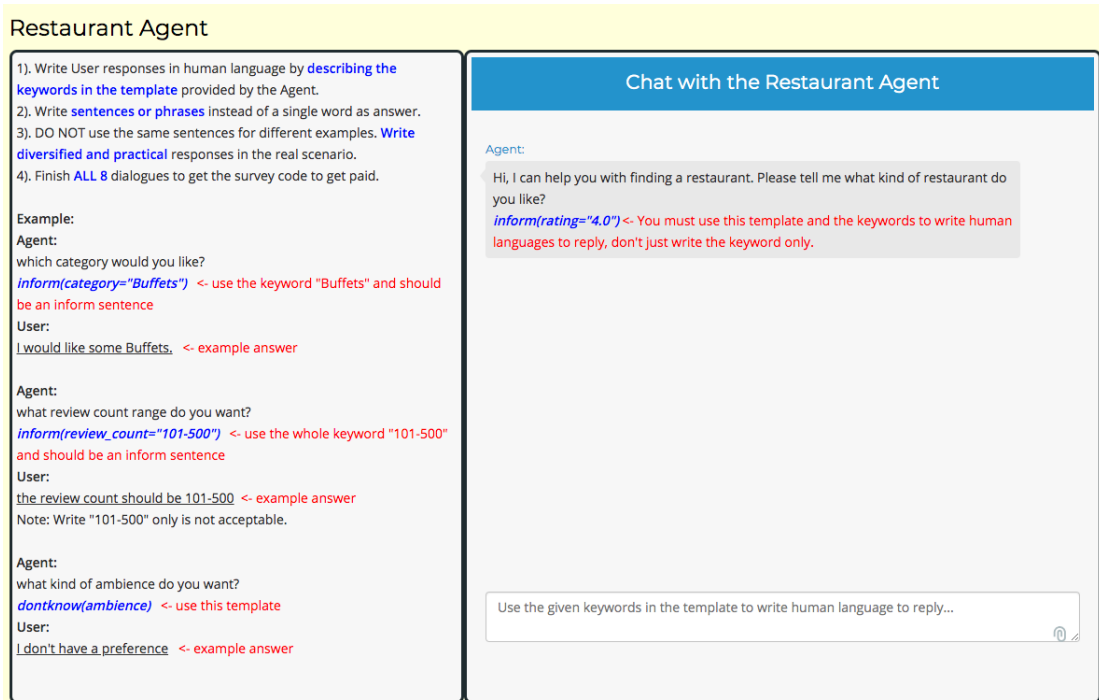 Restaurant Agent
1). Write User responses in human language by describing the
keywords in the template provided by the Agent.
2). Write sentences or phrases instead of a single word as answer.
3). DO NOT use the same sentences for different examples. Write
diversified and practical responses in the real scenario.
4). Finish ALL 8 dialogues to get the survey code to get paid.
Example:
Agent:
which category would you like?
inform(category="Buffets") <- use the keyword "Buffets" and should
be an inform sentence
User:
I would like some Buffets. <- example answer
Agent:
what review count range do you want?
inform(review_count="101-500") <- use the whole keyword "101-500"
and should be an inform sentence
User:
the review count should be 101-500 <- example answer
Note: Write "101-500" only is not acceptable.
Agent:
what kind of ambience do you want?
dontknow(ambience) <- use this template
User:
I don't have a preference <- example answer
Chat with the Restaurant Agent
Agent:
Hi, I can help you with finding a restaurant. Please tell me what kind of restaurant do
you like?
inform(rating="4.0") <- You must use this template and the keywords to write human
languages to reply, don't just write the keyword only.
Use the given keywords in the template to write human language to reply...